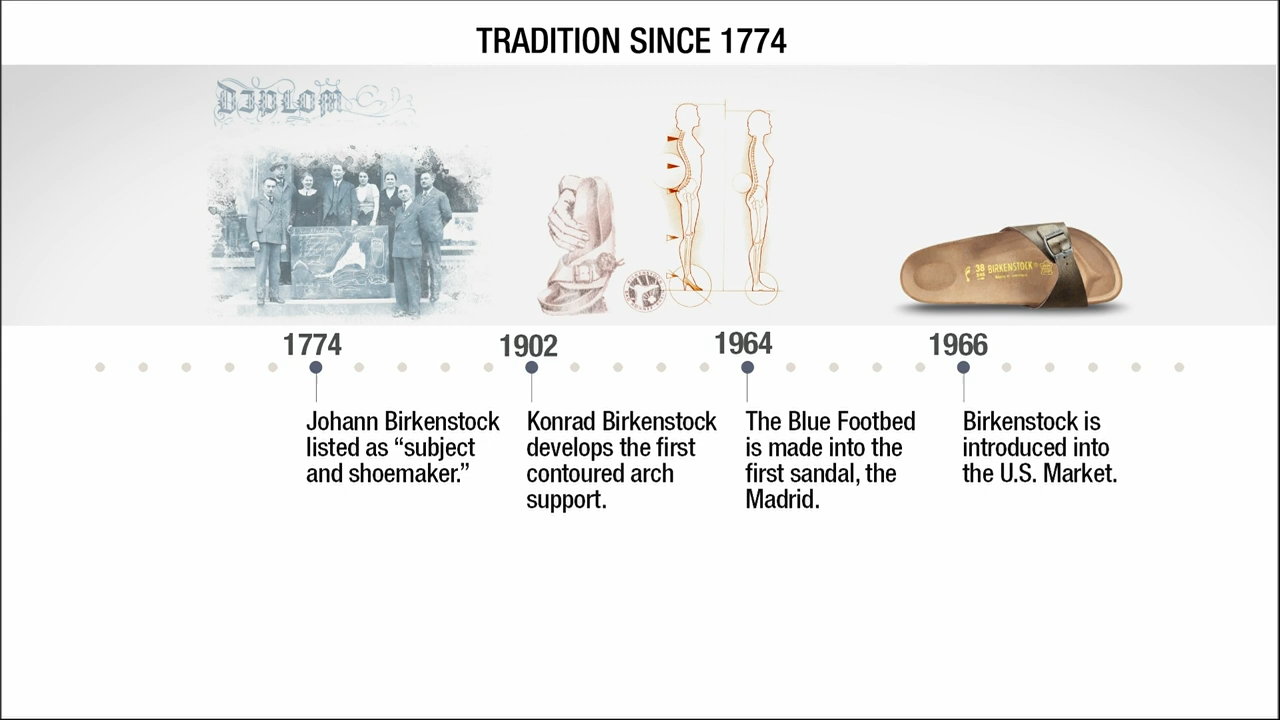 TRADITION SINCE 1774
Diplom
38
BIRKENSTOCK
1774
1902
1964
1966
Johann Birkenstock
listed as “subject
and shoemaker.”
Konrad Birkenstock
develops the first
contoured arch
support.
The Blue Footbed
is made into the
first sandal, the
Madrid.
Birkenstock is
introduced into
the U.S. Market.